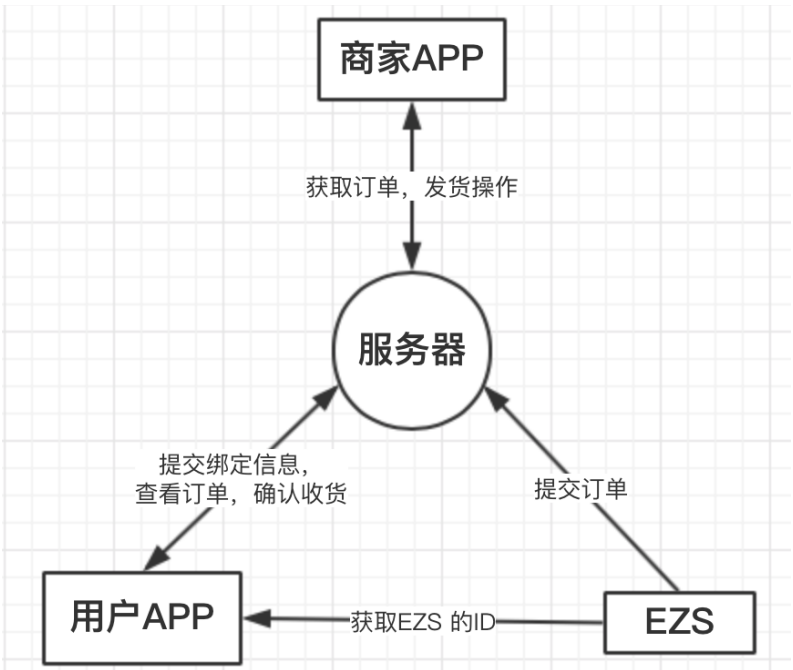 商家APP
获取订单，发货操作
服务器
提交绑定信息，
查看订单，确认收货
提交订单
用户APP
获取EZS 的ID
EZS